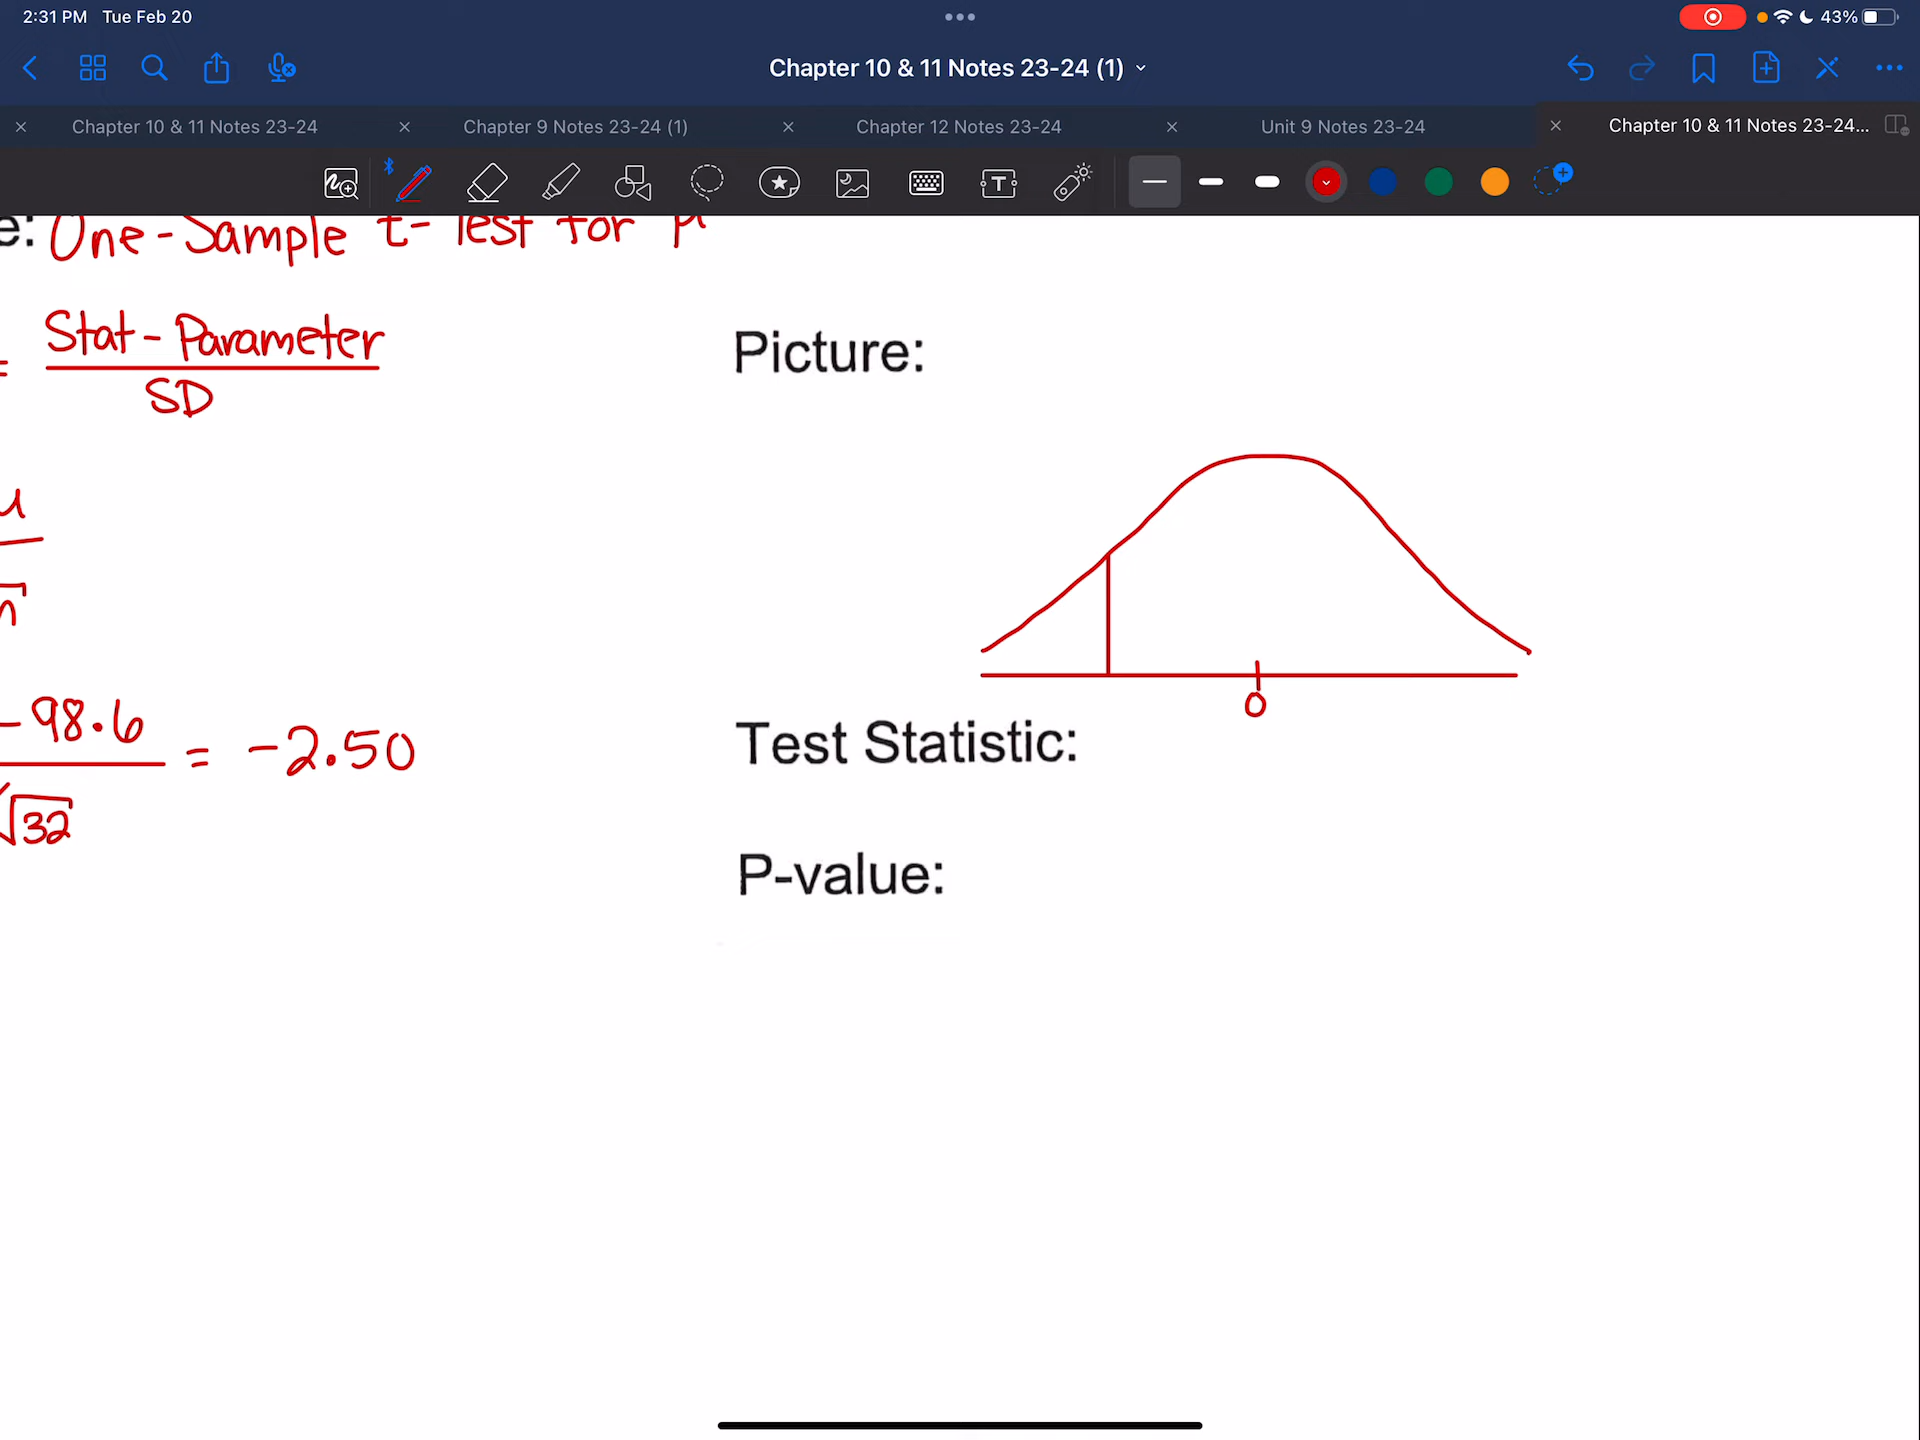 2:31 PM Tue Feb 20
43%
Chapter 10 & 11 Notes 23-24 (1)
Chapter 10 & 11 Notes 23-24
Chapter 9 Notes 23-24 (1)
Chapter 12 Notes 23-24
Unit 9 Notes 23-24
Chapter 10 & 11 Notes 23-24...
e: One-Sample t-Test for μ
= Stat - Parameter
SD
Picture:
μ
n
0
- 98.6
= -2.50
√32
Test Statistic:
P-value: